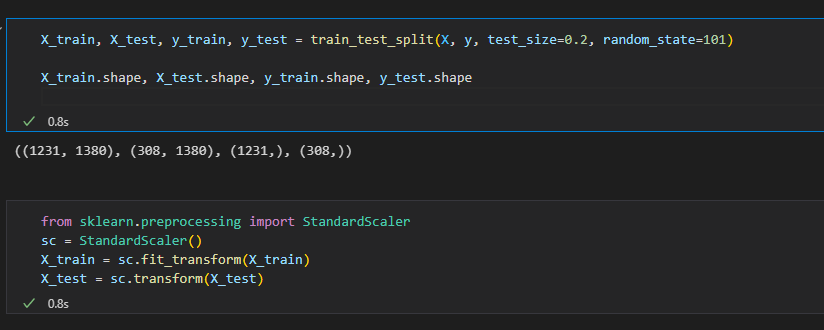 X_train, X_test, y_train, y_test = train_test_split(X, y, test_size=0.2, random_state=101)
X_train.shape, X_test.shape, y_train.shape, y_test.shape
0.8s
((1231, 1380), (308, 1380), (1231,), (308,))
from sklearn.preprocessing import StandardScaler
sc = StandardScaler()
X_train = sc.fit_transform(X_train)
X_test = sc.transform(X_test)
0.8s